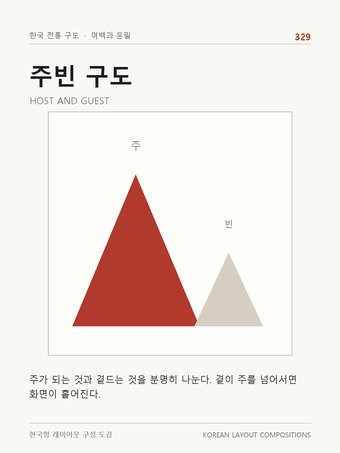 한국 전통 구도 · 여백과 운필
329
주빈 구도
HOST AND GUEST
주
빈
주가 되는 것과 곁드는 것을 분명히 나눈다. 곁이 주를 넘어서면
화면이 흩어진다.
한국형 레이아웃 구성 도감
KOREAN LAYOUT COMPOSITIONS